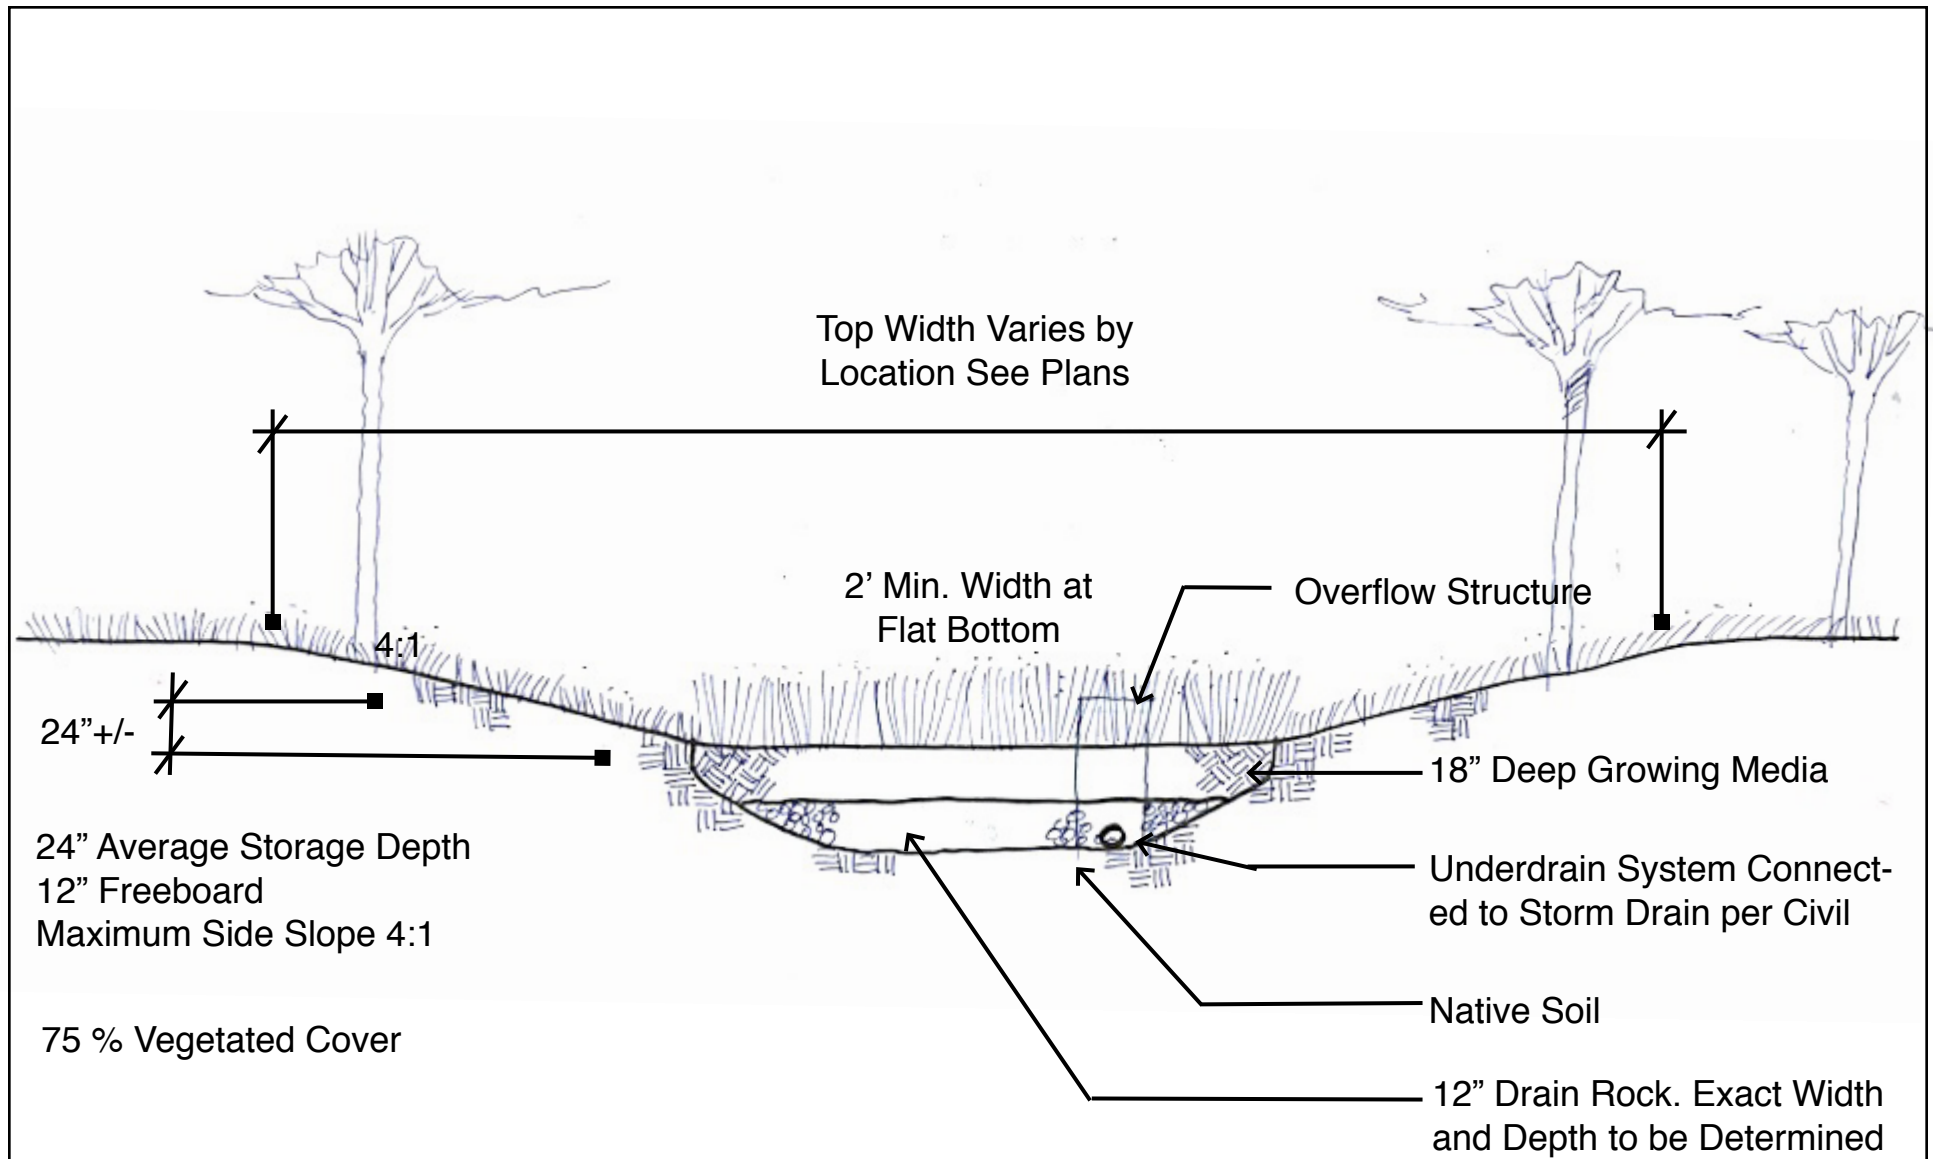 Top Width Varies by
Location See Plans
2’ Min. Width at
Flat Bottom
Overflow Structure
4:1
24”+/-
18” Deep Growing Media
24” Average Storage Depth
12” Freeboard
Maximum Side Slope 4:1
Underdrain System Connect-
ed to Storm Drain per Civil
Native Soil
75 % Vegetated Cover
12” Drain Rock. Exact Width
and Depth to be Determined